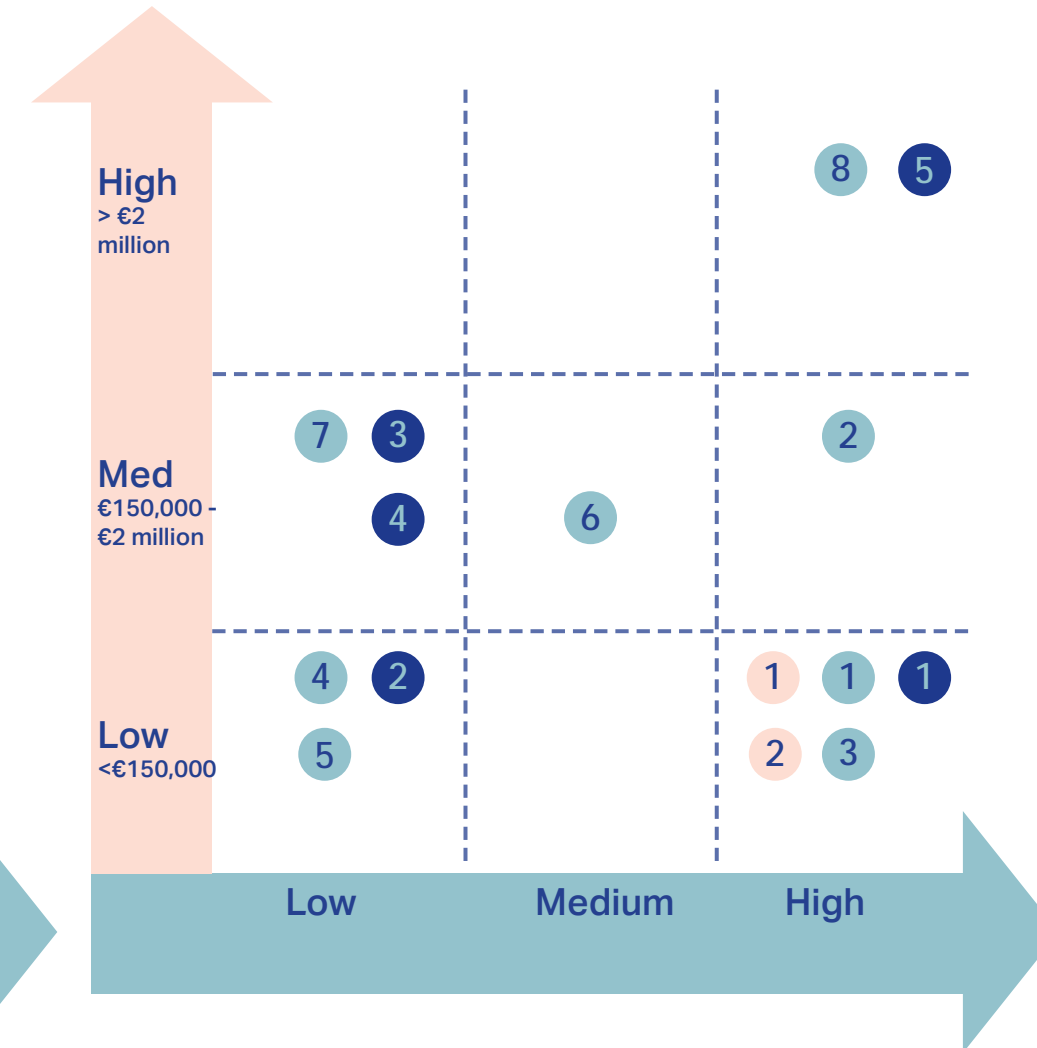 High
> €2
million
8 5
Med
€150,000 -
€2 million
7 3 2
4 6
Low
<€150,000
4 2 1 1 1
5 2 3
Low Medium High